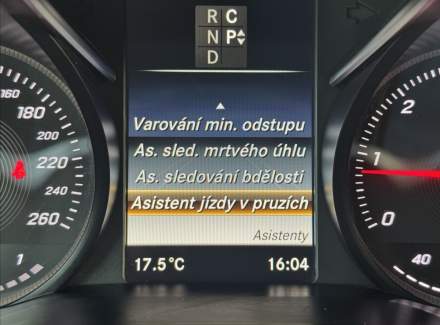 R C
N P
D
Varování min. odstupu
As. sled. mrtvého úhlu
As. sledování bdělosti
Asistent jízdy v pruzích
Asistenty
17.5°C 16:04
160
180
200
220
240
260
1
2
1
0
40